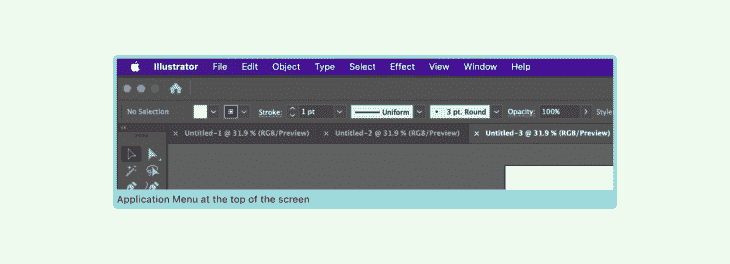 Illustrator File Edit Object Type Select Effect View Window Help
No Selection Stroke: 1 pt Uniform 3 pt. Round Opacity: 100% Style
× Untitled-1 @ 31.9 % (RGB/Preview) × Untitled-2 @ 31.9 % (RGB/Preview) × Untitled-3 @ 31.9 % (RGB/Preview)
Application Menu at the top of the screen